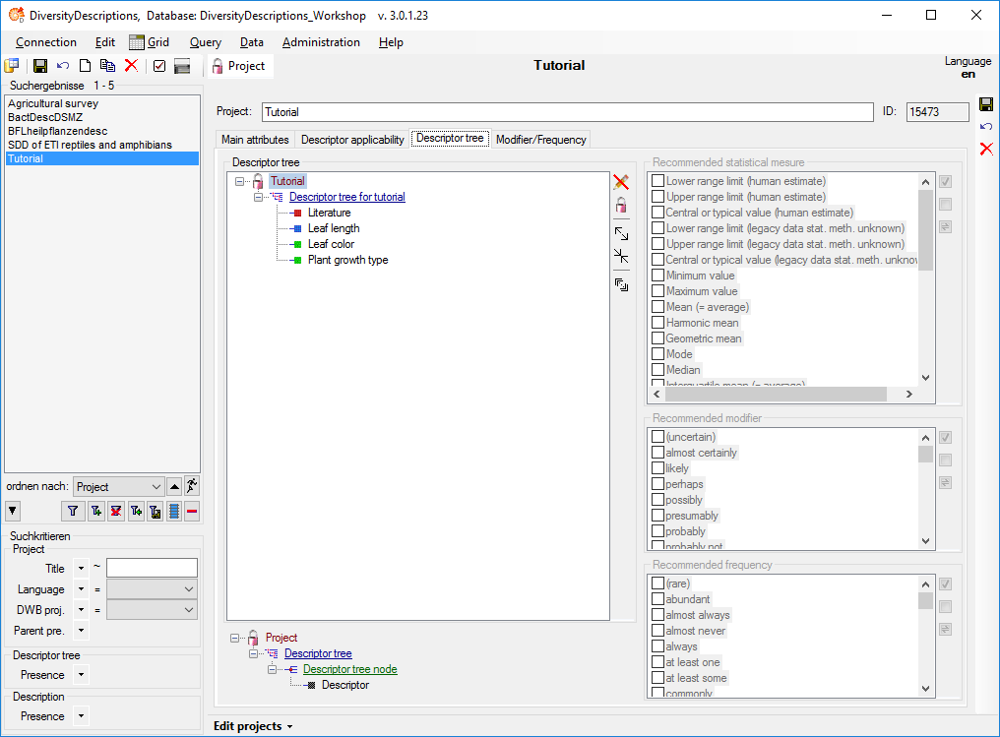 DiversityDescriptions,  Database: DiversityDescriptions_Workshop    v. 3.0.1.23
Connection Edit Grid Query Data Administration Help
Project Tutorial Language
en
Suchergebnisse  1 - 5
Agricultural survey
BactDescDSMZ
BFLheilpflanzendesc
SDD of ETI reptiles and amphibians
Tutorial
ordnen nach: Project
Suchkritieren
Project
Title ~
Language =
DWB proj. =
Parent pre.
Descriptor tree
Presence
Description
Presence
Project: Tutorial ID: 15473
Main attributes Descriptor applicability Descriptor tree Modifier/Frequency
Descriptor tree
Tutorial
Descriptor tree for tutorial
Literature
Leaf length
Leaf color
Plant growth type
Project
Descriptor tree
Descriptor tree node
Descriptor
Recommended statistical mesure
Lower range limit (human estimate)
Upper range limit (human estimate)
Central or typical value (human estimate)
Lower range limit (legacy data stat. meth. unknown)
Upper range limit (legacy data stat. meth. unknown)
Central or typical value (legacy data stat. meth. unknow
Minimum value
Maximum value
Mean (= average)
Harmonic mean
Geometric mean
Mode
Median
Interquartile mean (= average)
Recommended modifier
(uncertain)
almost certainly
likely
perhaps
possibly
presumably
probably
probably not
Recommended frequency
(rare)
abundant
almost always
almost never
always
at least one
at least some
commonly
Edit projects